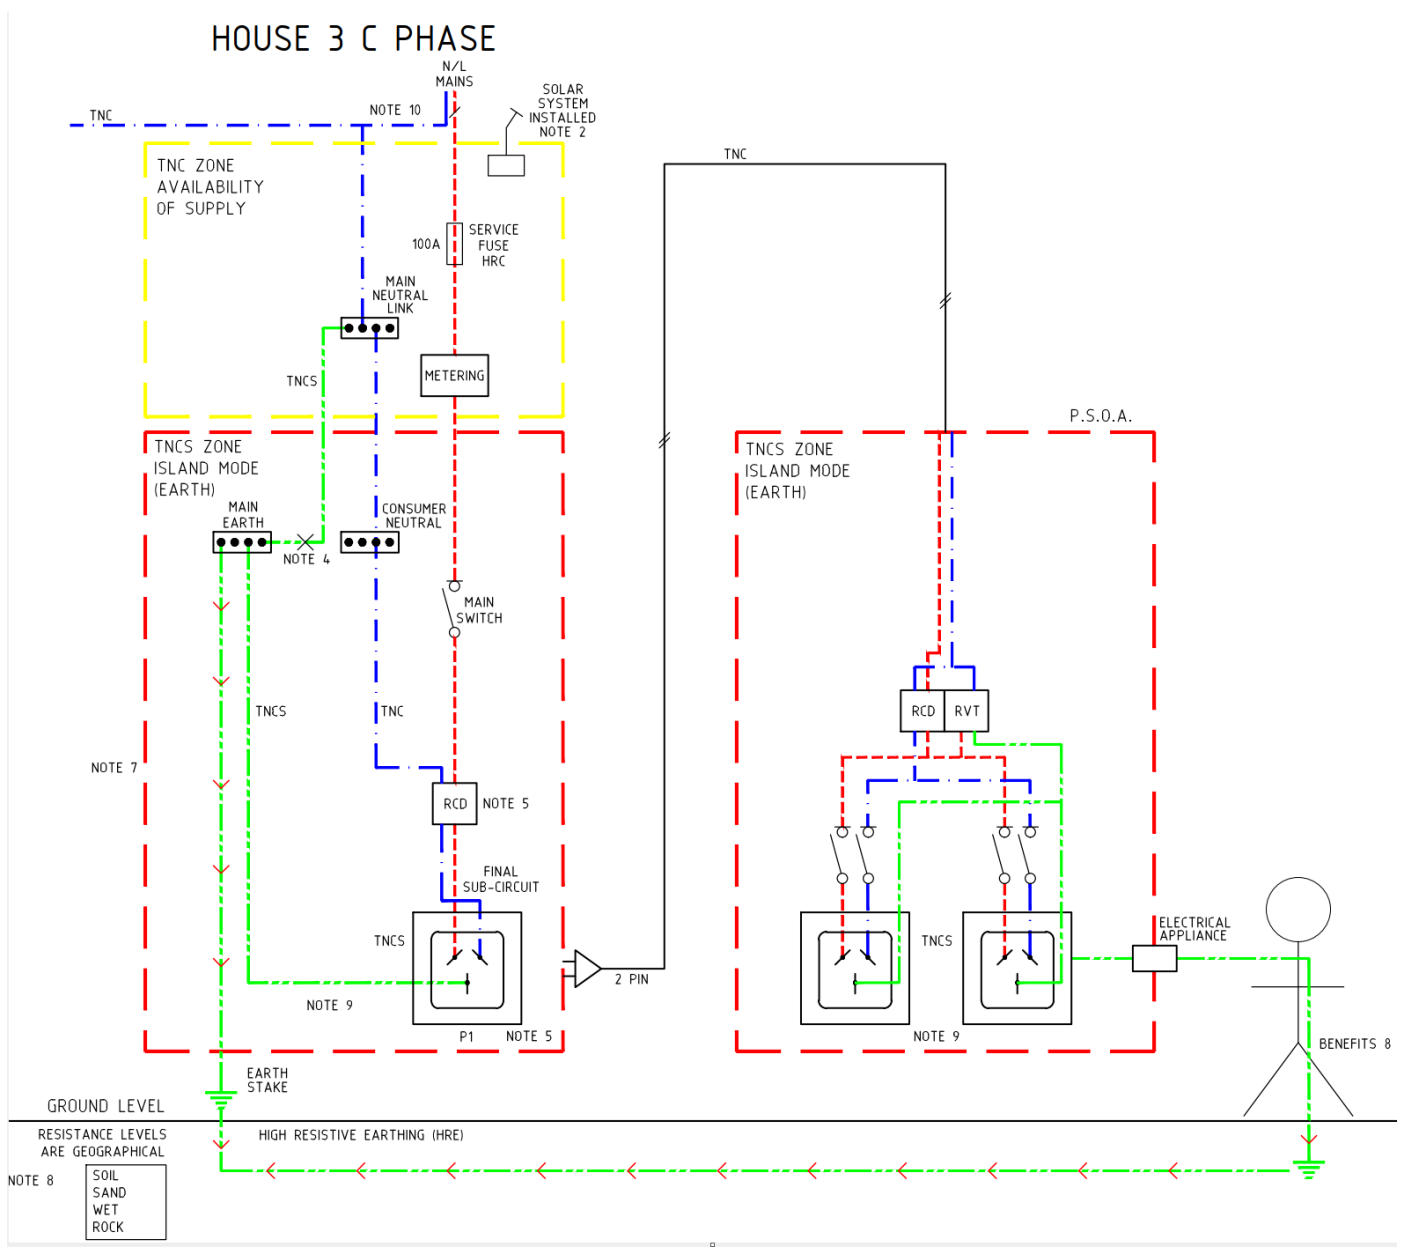 HOUSE 3 C PHASE
N/L
MAINS
TNC
NOTE 10
SOLAR
SYSTEM
INSTALLED
NOTE 2
TNC ZONE
AVAILABILITY
OF SUPPLY
TNC
100A
SERVICE
FUSE
HRC
MAIN
NEUTRAL
LINK
TNCS
METERING
P.S.O.A.
TNCS ZONE
ISLAND MODE
(EARTH)
TNCS ZONE
ISLAND MODE
(EARTH)
MAIN
EARTH
CONSUMER
NEUTRAL
NOTE 4
MAIN
SWITCH
TNCS
TNC
RCD
RVT
NOTE 7
RCD
NOTE 5
FINAL
SUB-CIRCUIT
TNCS
TNCS
ELECTRICAL
APPLIANCE
2 PIN
NOTE 9
P1
NOTE 5
NOTE 9
BENEFITS 8
EARTH
STAKE
GROUND LEVEL
RESISTANCE LEVELS
ARE GEOGRAPHICAL
HIGH RESISTIVE EARTHING (HRE)
NOTE 8
SOIL
SAND
WET
ROCK